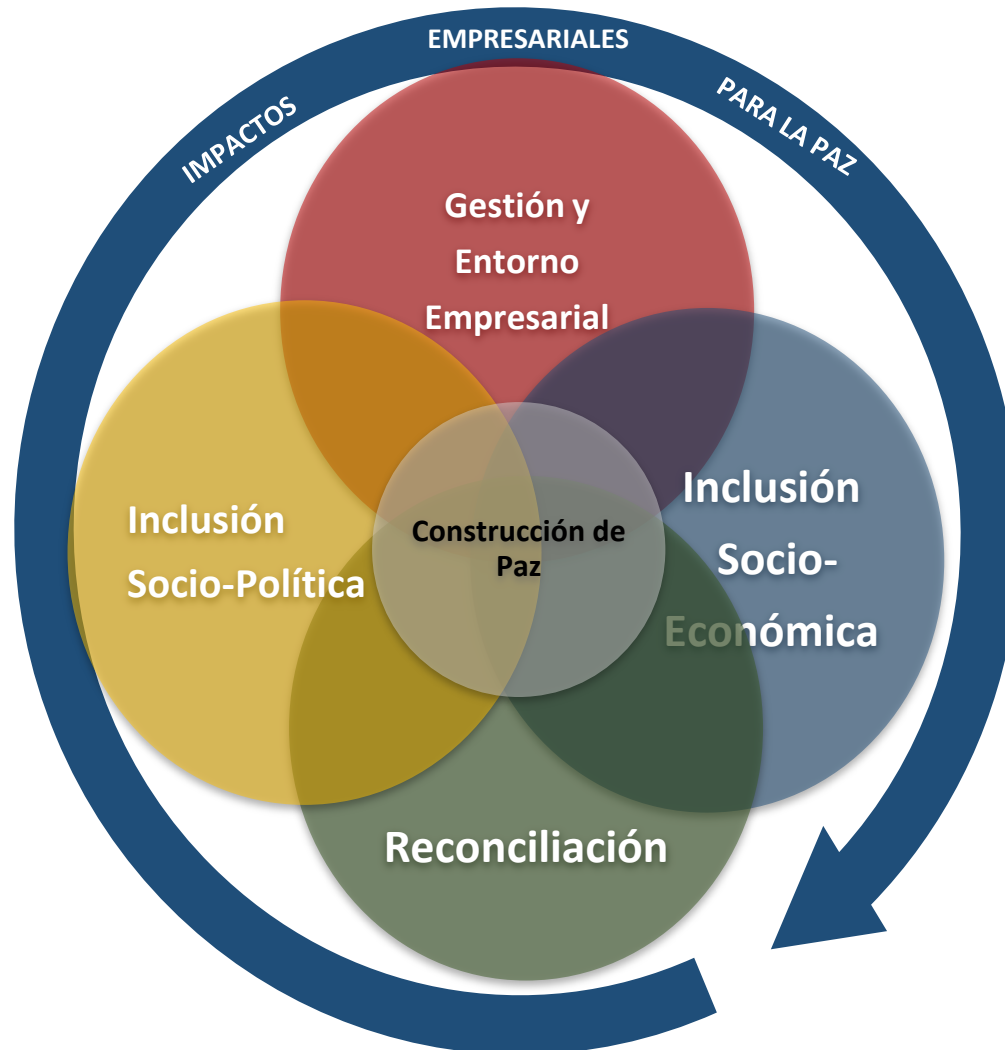 IMPACTOS
EMPRESARIALES
PARA LA PAZ
Gestión y
Entorno
Empresarial
Inclusión
Socio-Política
Construcción de
Paz
Inclusión
Socio-
Económica
Reconciliación